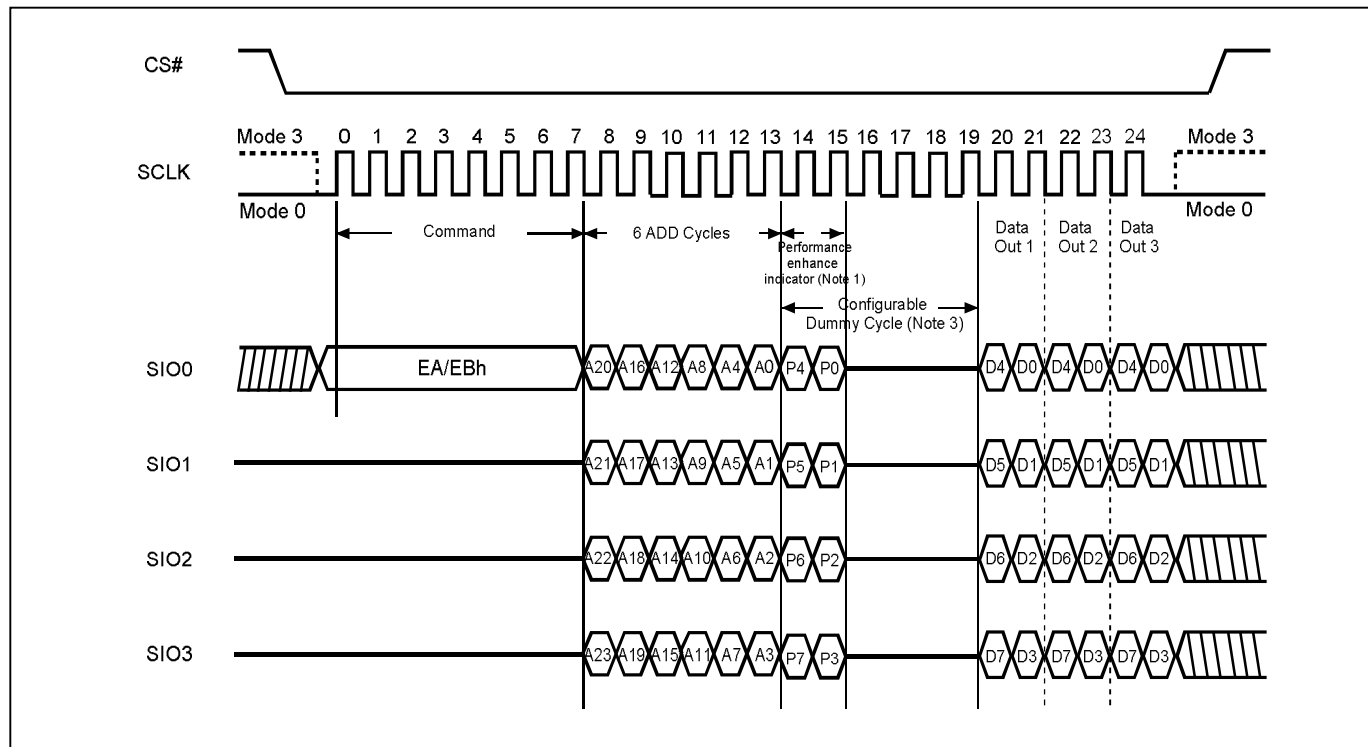 CS#
Mode 3 0 1 2 3 4 5 6 7 8 9 10 11 12 13 14 15 16 17 18 19 20 21 22 23 24 Mode 3
SCLK
Mode 0 Mode 0
Command
6 ADD Cycles
Performance
enhance
indicator (Note 1)
Data
Out 1
Data
Out 2
Data
Out 3
Configurable
Dummy Cycle (Note 3)
SIO0 EA/EBh A20 A16 A12 A8 A4 A0 P4 P0 D4 D0 D4 D0 D4 D0
SIO1 A21 A17 A13 A9 A5 A1 P5 P1 D5 D1 D5 D1 D5 D1
SIO2 A22 A18 A14 A10 A6 A2 P6 P2 D6 D2 D6 D2 D6 D2
SIO3 A23 A19 A15 A11 A7 A3 P7 P3 D7 D3 D7 D3 D7 D3